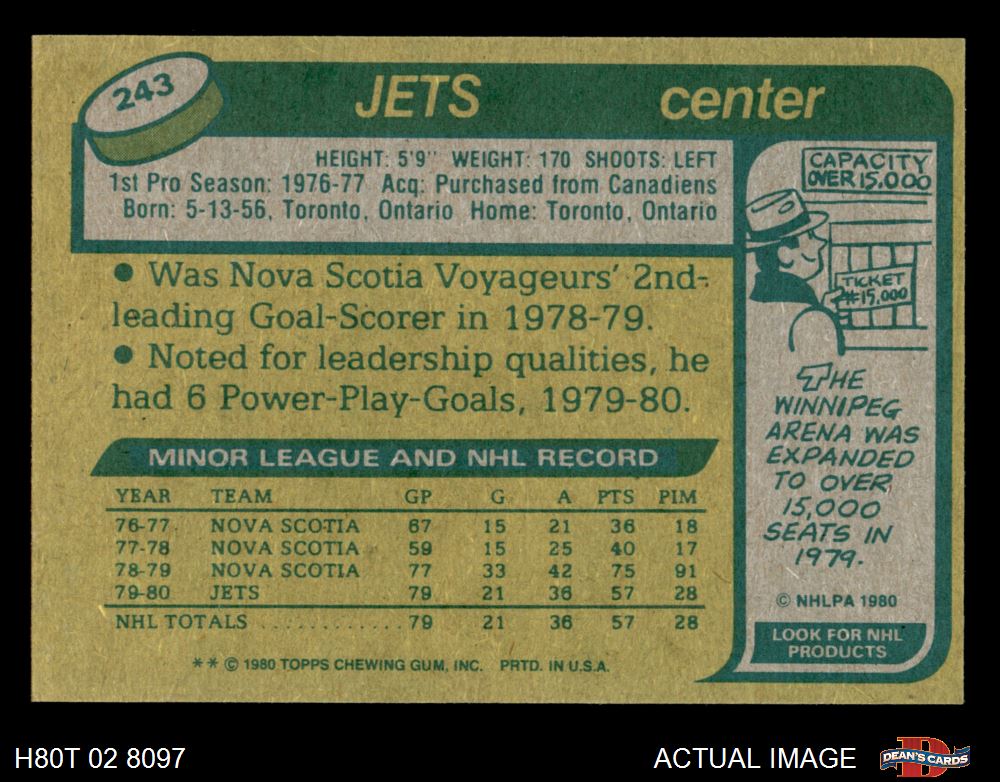 243
JETS center
HEIGHT: 5'9" WEIGHT: 170 SHOOTS: LEFT
1st Pro Season: 1976-77 Acq: Purchased from Canadiens
Born: 5-13-56, Toronto, Ontario Home: Toronto, Ontario
● Was Nova Scotia Voyageurs' 2nd-
leading Goal-Scorer in 1978-79.
● Noted for leadership qualities, he
had 6 Power-Play-Goals, 1979-80.
MINOR LEAGUE AND NHL RECORD
YEAR TEAM GP G A PTS PIM
76-77 NOVA SCOTIA 67 15 21 36 18
77-78 NOVA SCOTIA 59 15 25 40 17
78-79 NOVA SCOTIA 77 33 42 75 91
79-80 JETS 79 21 36 57 28
NHL TOTALS ............ 79 21 36 57 28
** © 1980 TOPPS CHEWING GUM, INC. PRTD. IN U.S.A.
CAPACITY
OVER 15,000
TICKET
#15,000
THE
WINNIPEG
ARENA WAS
EXPANDED
TO OVER
15,000
SEATS IN
1979.
© NHLPA 1980
LOOK FOR NHL
PRODUCTS
H80T 02 8097
ACTUAL IMAGE
DEAN'S CARDS